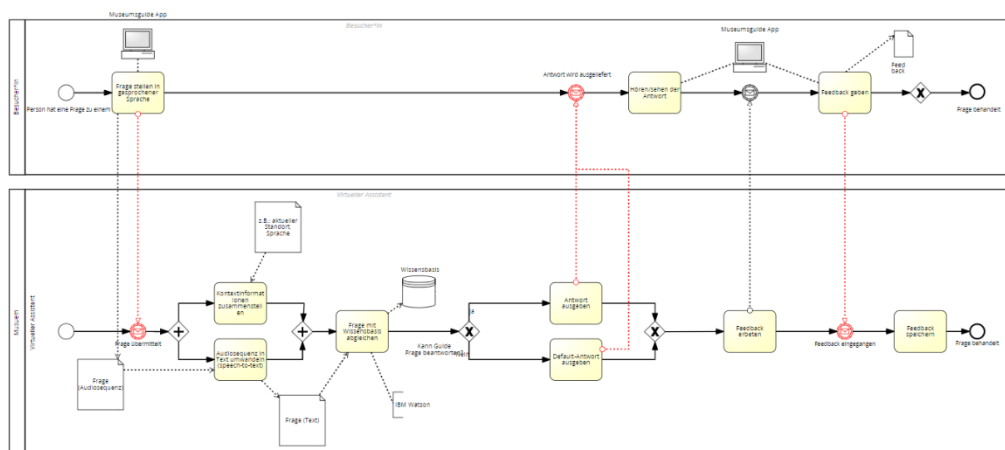 Museumsguide App
Besucher*in
Besucher*in
Frage stellen in
gesprochener
Sprache
Person hat eine Frage zu einem
Antwort wird ausgeliefert
Hören/sehen der
Antwort
Museumsguide App
Feedback geben
Feed
back
Frage behandelt
Virtueller Assistent
Museum
Virtueller Assistent
z.B.: aktueller
Standort,
Sprache
Kontextinformat
ionen
zusammenstell
en
Wissensbasis
Frage übermittelt
Audiosequenz in
Text umwandeln
(speech-to-text)
Frage mit
Wissensbasis
abgleichen
Kann Guide
Frage beantworten?
ja
nein
Antwort
ausgeben
Default-Antwort
ausgeben
Feedback
erbeten
Feedback eingegangen
Feedback
speichern
Frage behandelt
Frage
(Audiosequenz)
Frage (Text)
IBM Watson